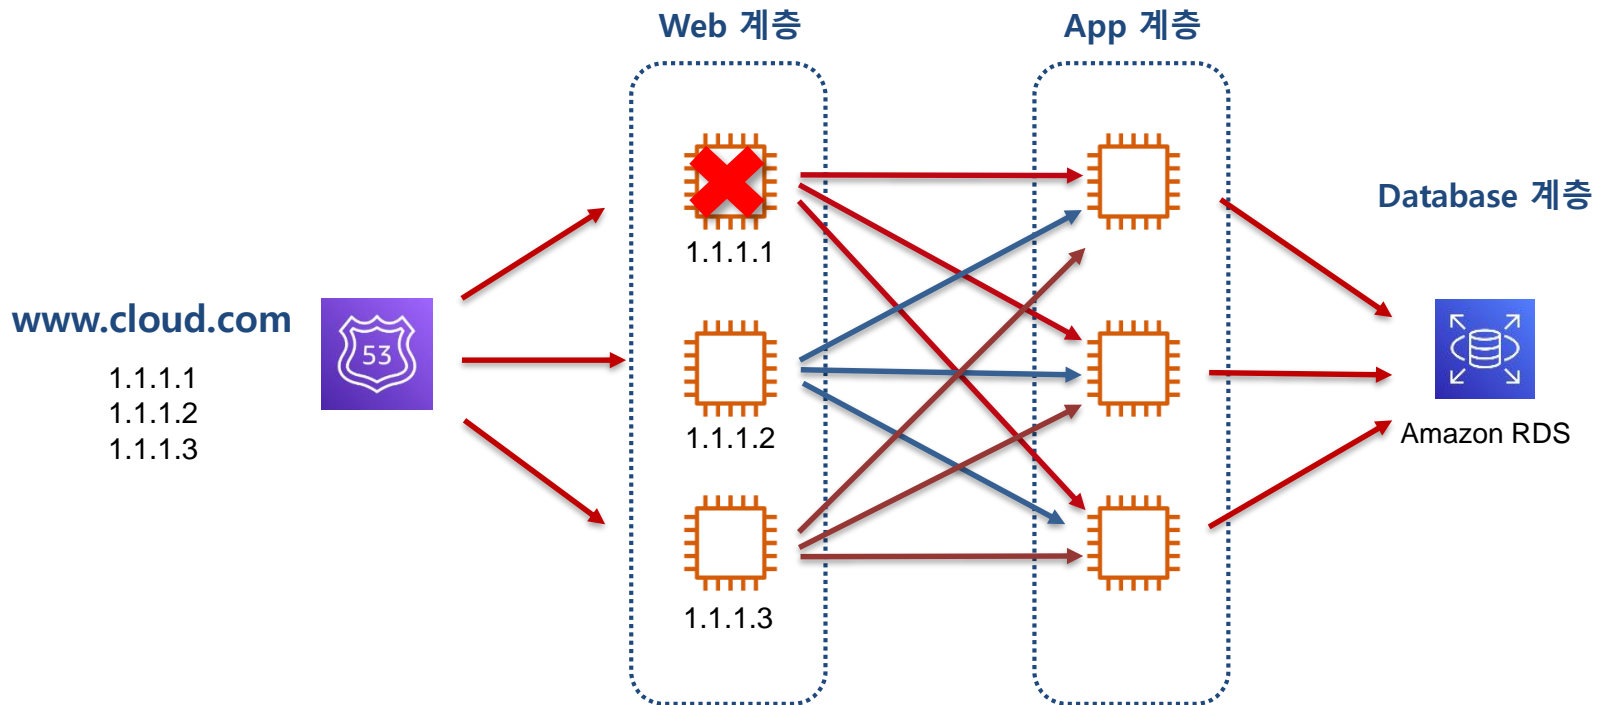 Web 계층
App 계층
Database 계층
www.cloud.com
1.1.1.1
1.1.1.2
1.1.1.3
53
1.1.1.1
1.1.1.2
1.1.1.3
Amazon RDS